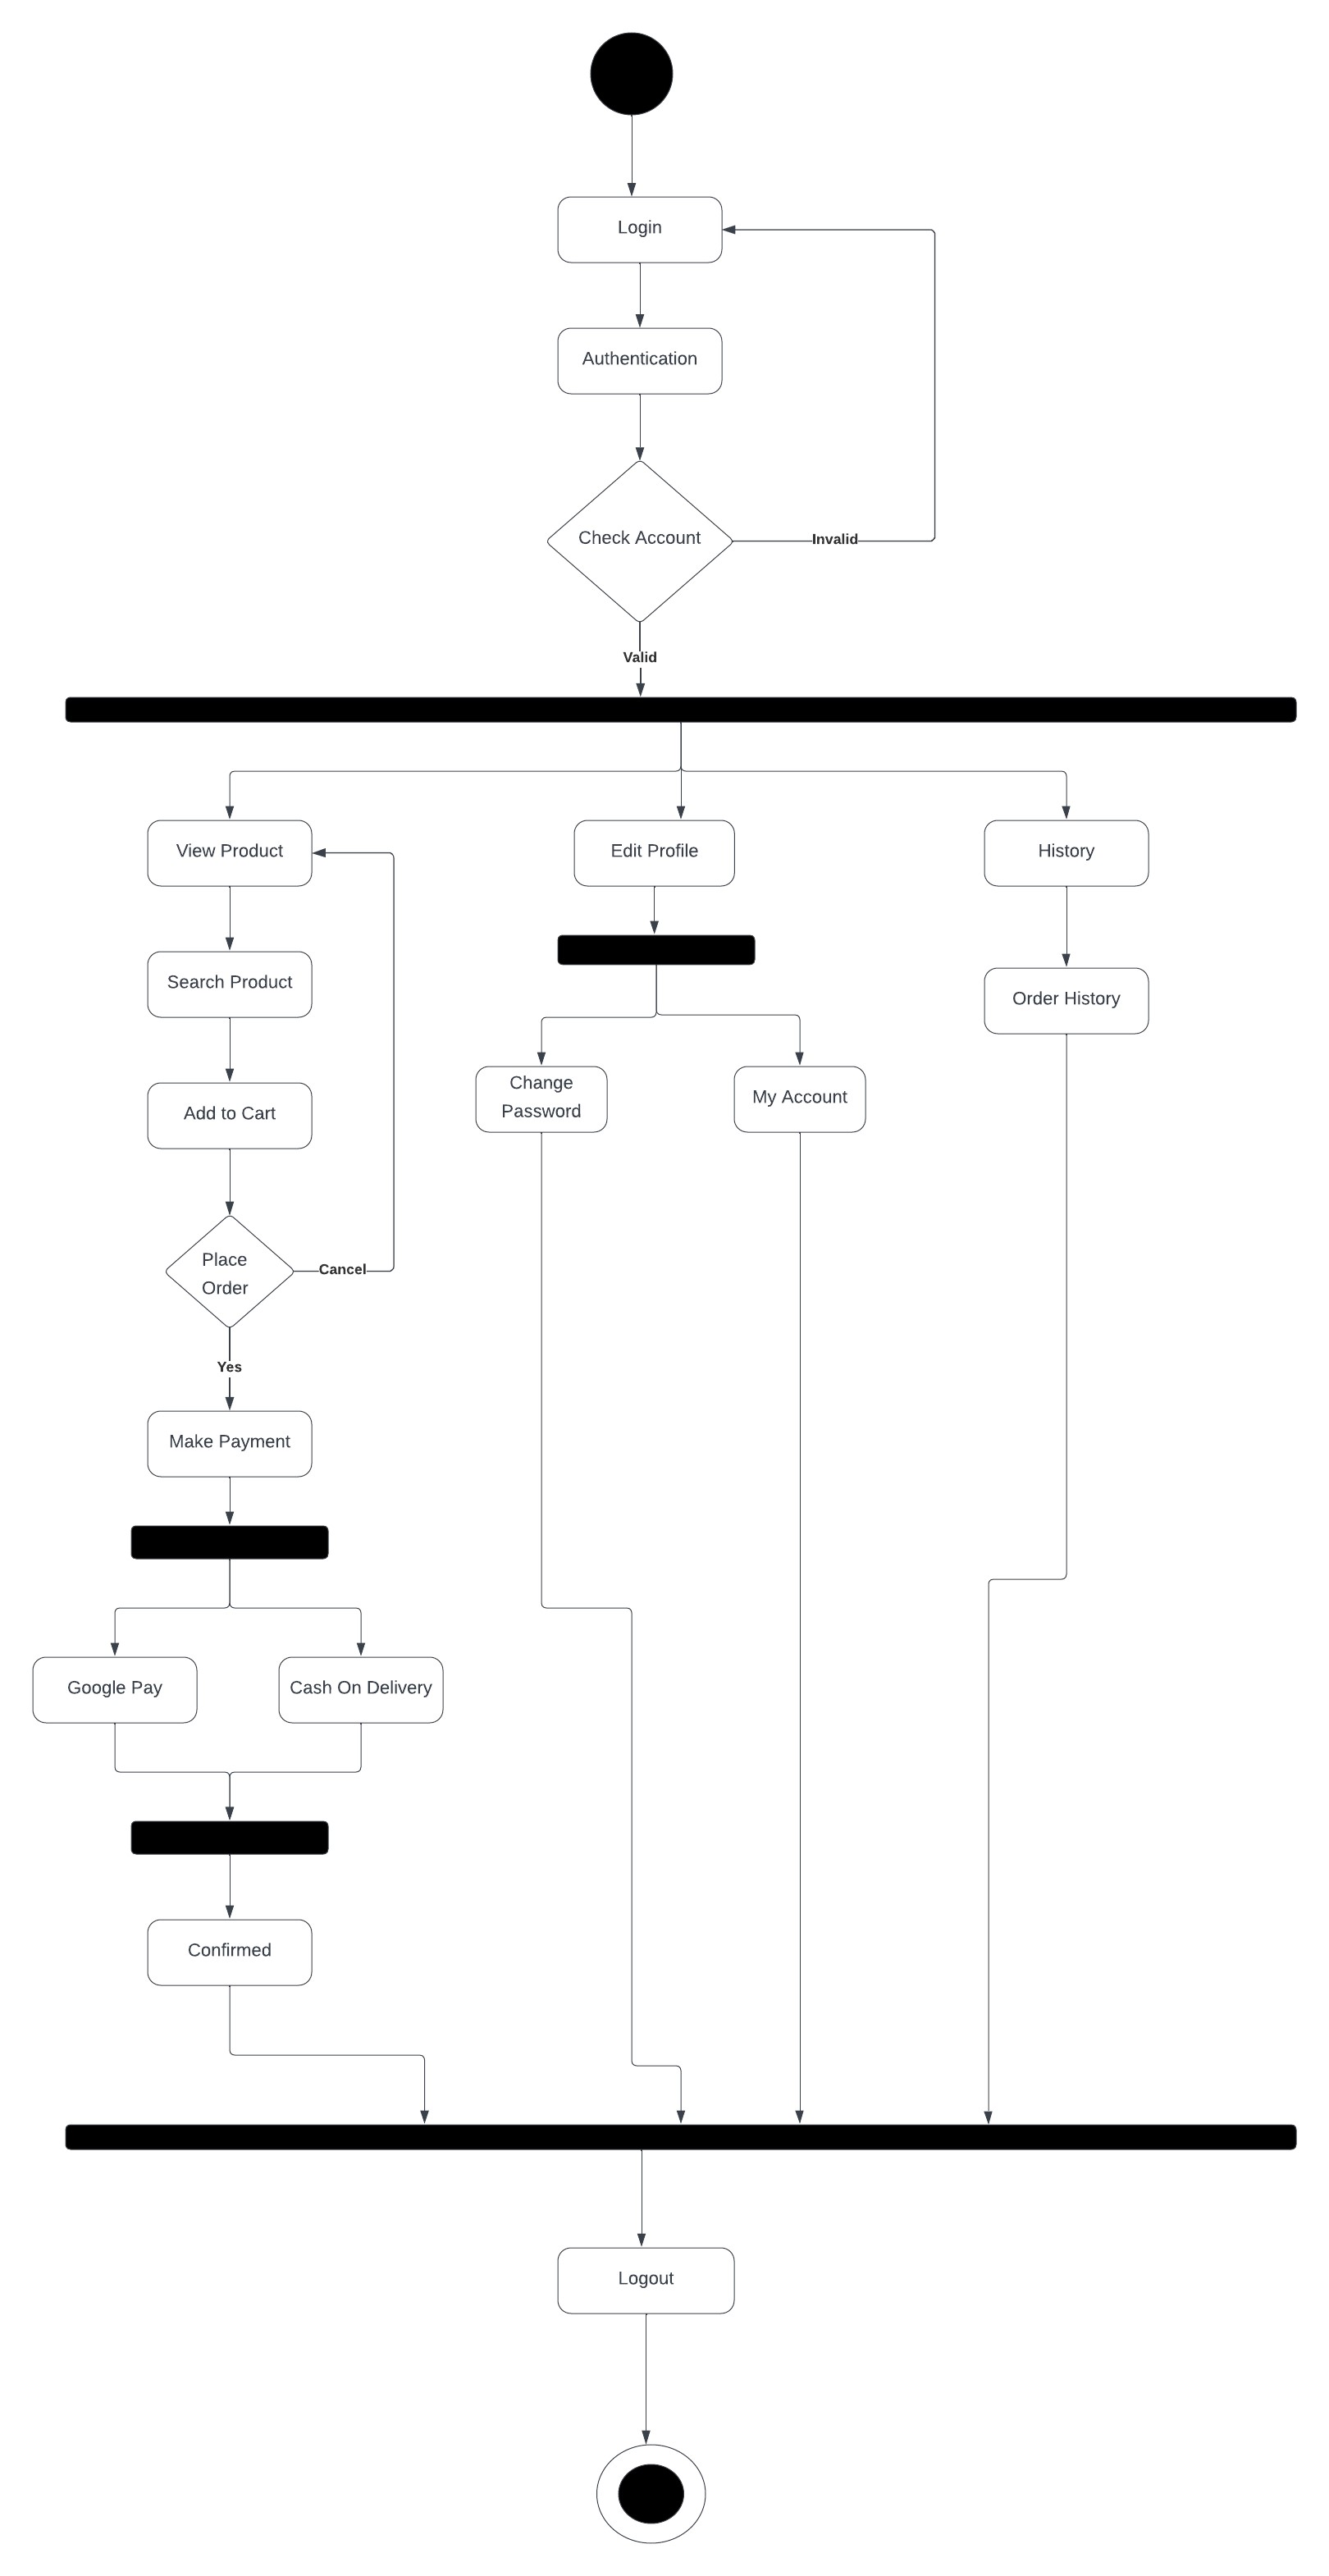 Login
Authentication
Check Account
Invalid
Valid
View Product
Edit Profile
History
Search Product
Order History
Change
Password
My Account
Add to Cart
Place
Order
Cancel
Yes
Make Payment
Google Pay
Cash On Delivery
Confirmed
Logout